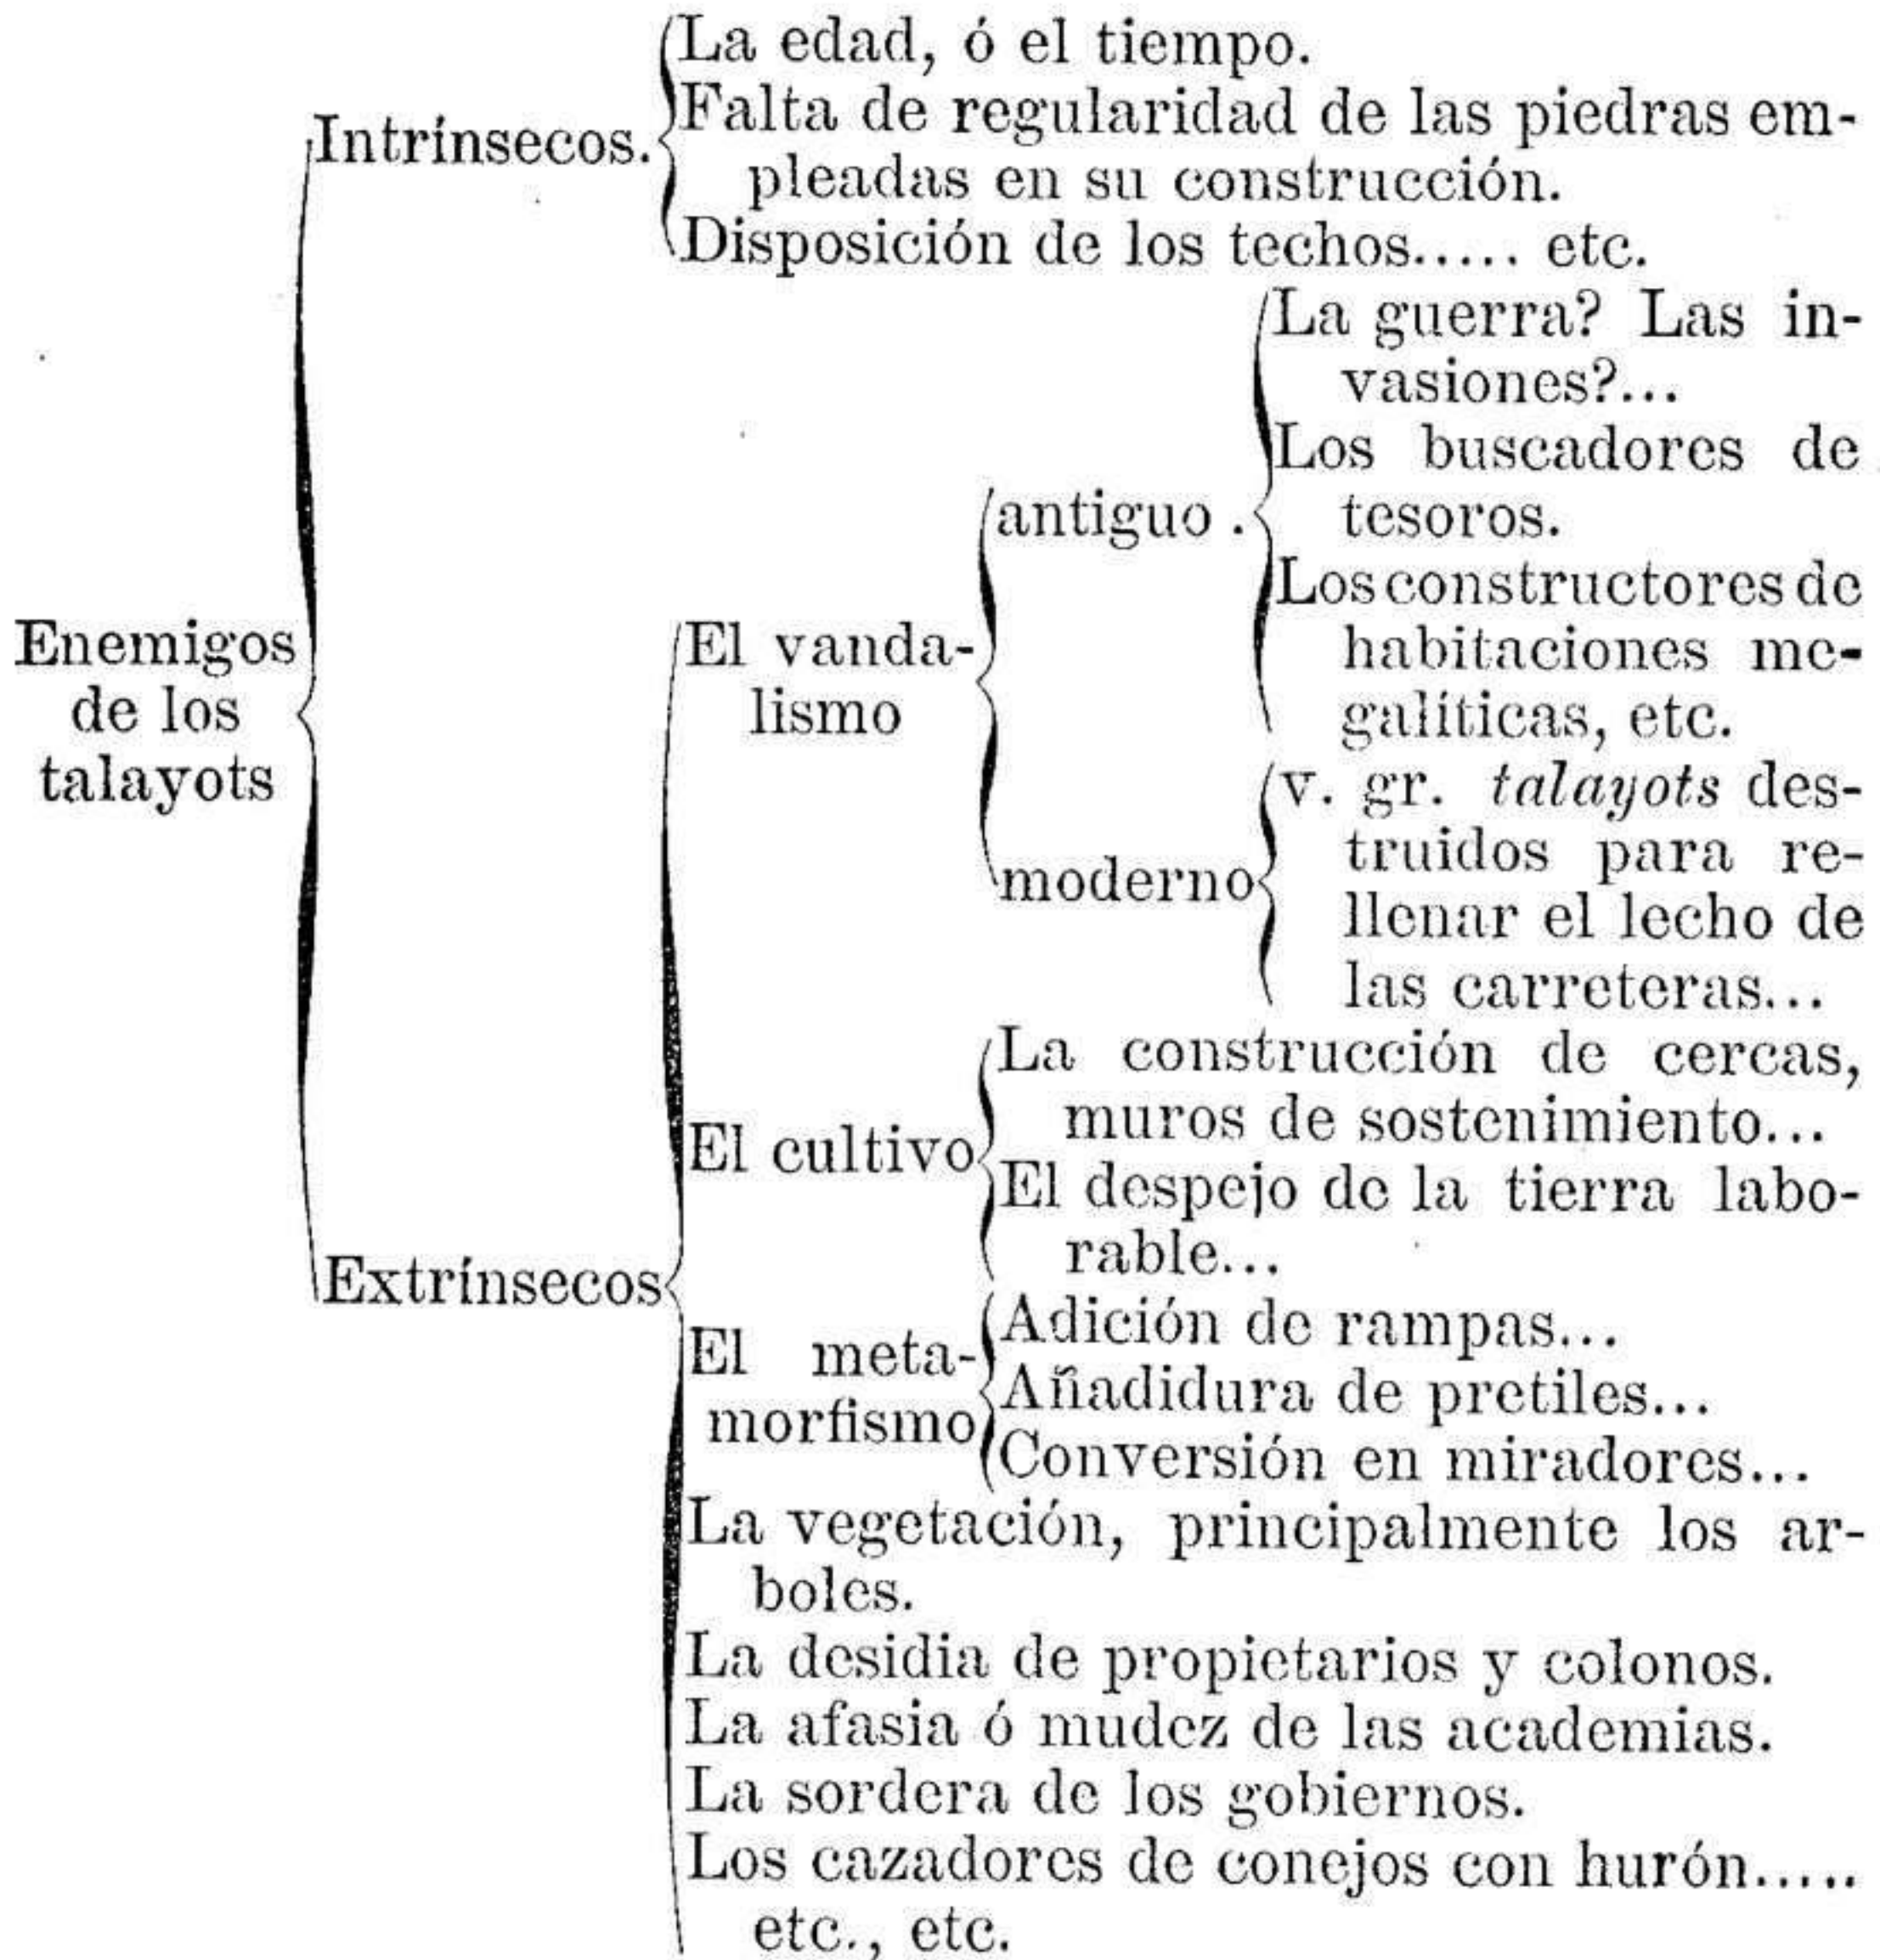 Enemigos
de los
talayots
Intrínsecos.
La edad, ó el tiempo.
Falta de regularidad de las piedras em-
pleadas en su construcción.
Disposición de los techos..... etc.
Extrínsecos
El vanda-
lismo
antiguo .
La guerra? Las in-
vasiones?...
Los buscadores de
tesoros.
Los constructores de
habitaciones me-
galíticas, etc.
moderno
v. gr. talayots des-
truidos para re-
llenar el lecho de
las carreteras...
El cultivo
La construcción de cercas,
muros de sostenimiento...
El despejo de la tierra labo-
rable...
El meta-
morfismo
Adición de rampas...
Añadidura de pretiles...
Conversión en miradores...
La vegetación, principalmente los ar-
boles.
La desidia de propietarios y colonos.
La afasia ó mudez de las academias.
La sordera de los gobiernos.
Los cazadores de conejos con hurón.....
etc., etc.